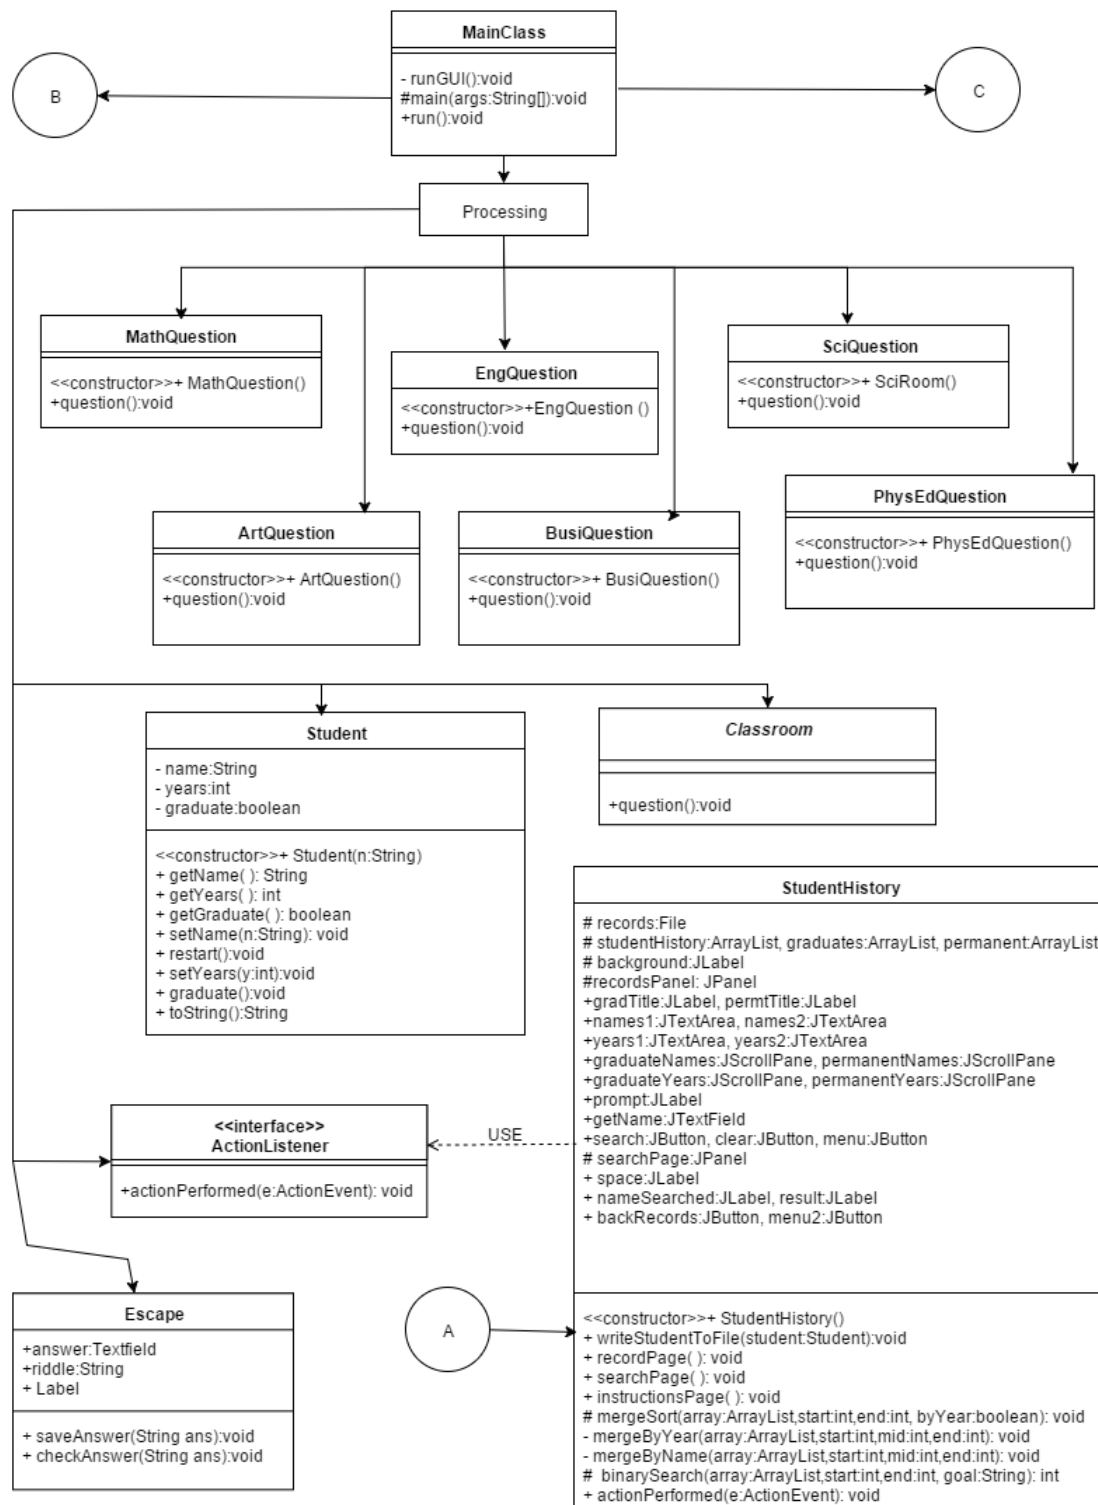 MainClass
- runGUI():void
#main(args:String[]):void
+run():void
B
C
Processing
MathQuestion
<<constructor>>+ MathQuestion()
+question():void
EngQuestion
<<constructor>>+EngQuestion ()
+question():void
SciQuestion
<<constructor>>+ SciRoom()
+question():void
ArtQuestion
<<constructor>>+ ArtQuestion()
+question():void
BusiQuestion
<<constructor>>+ BusiQuestion()
+question():void
PhysEdQuestion
<<constructor>>+ PhysEdQuestion()
+question():void
Student
- name:String
- years:int
- graduate:boolean
<<constructor>>+ Student(n:String)
+ getName( ): String
+ getYears( ): int
+ getGraduate( ): boolean
+ setName(n:String): void
+ restart():void
+ setYears(y:int):void
+ graduate():void
+ toString():String
Classroom
+question():void
StudentHistory
# records:File
# studentHistory:ArrayList, graduates:ArrayList, permanent:ArrayList
# background:JLabel
#recordsPanel: JPanel
+gradTitle:JLabel, permtTitle:JLabel
+names1:JTextArea, names2:JTextArea
+years1:JTextArea, years2:JTextArea
+graduateNames:JScrollPane, permanentNames:JScrollPane
+graduateYears:JScrollPane, permanentYears:JScrollPane
+prompt:JLabel
+getName:JTextField
+search:JButton, clear:JButton, menu:JButton
# searchPage:JPanel
+ space:JLabel
+ nameSearched:JLabel, result:JLabel
+ backRecords:JButton, menu2:JButton
<<constructor>>+ StudentHistory()
+ writeStudentToFile(student:Student):void
+ recordPage( ): void
+ searchPage( ): void
+ instructionsPage( ): void
# mergeSort(array:ArrayList,start:int,end:int, byYear:boolean): void
- mergeByYear(array:ArrayList,start:int,mid:int,end:int): void
- mergeByName(array:ArrayList,start:int,mid:int,end:int): void
# binarySearch(array:ArrayList,start:int,end:int, goal:String): int
+ actionPerformed(e:ActionEvent): void
<<interface>>
ActionListener
+actionPerformed(e:ActionEvent): void
USE
A
Escape
+answer:Textfield
+riddle:String
+ Label
+ saveAnswer(String ans):void
+ checkAnswer(String ans):void